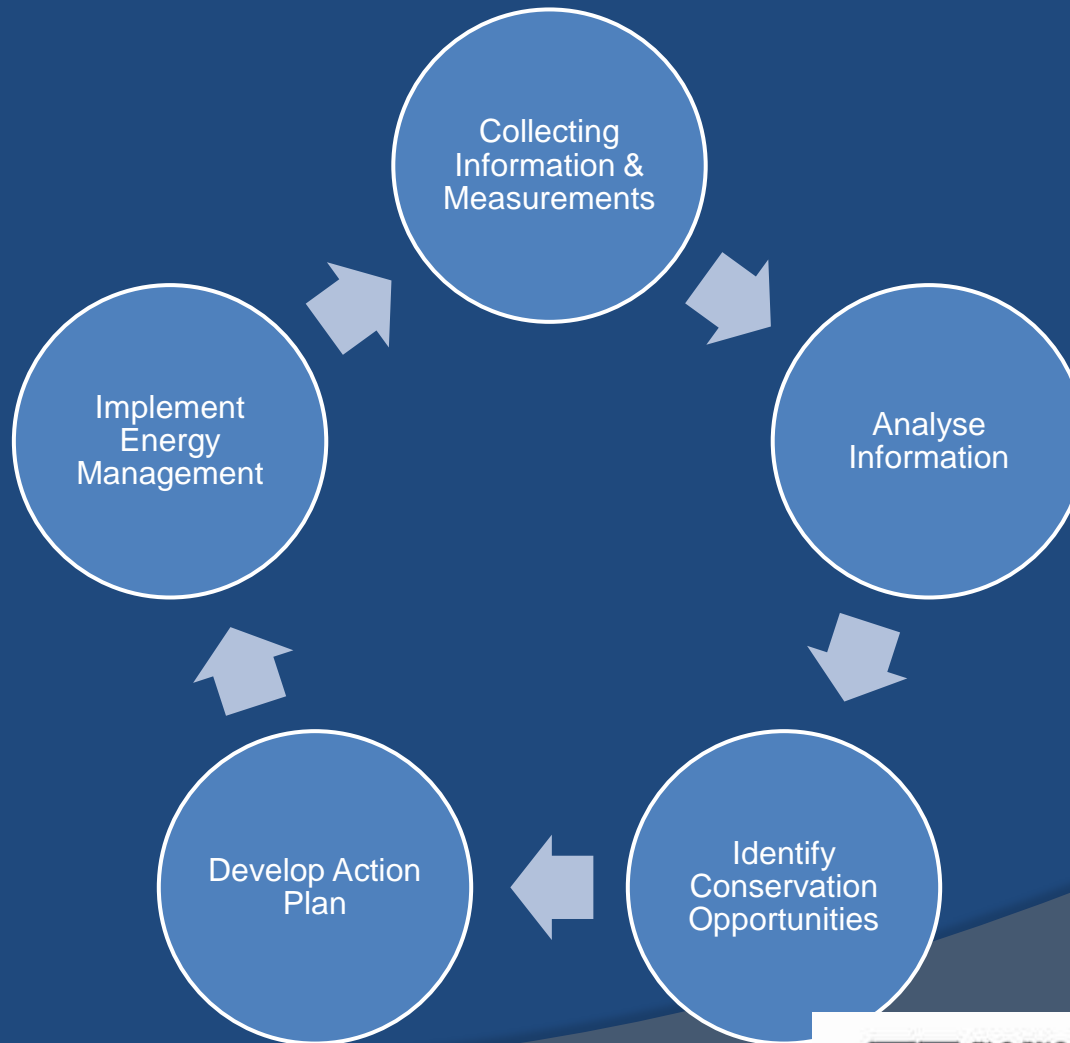 Collecting
Information &
Measurements
Analyse
Information
Identify
Conservation
Opportunities
Develop Action
Plan
Implement
Energy
Management